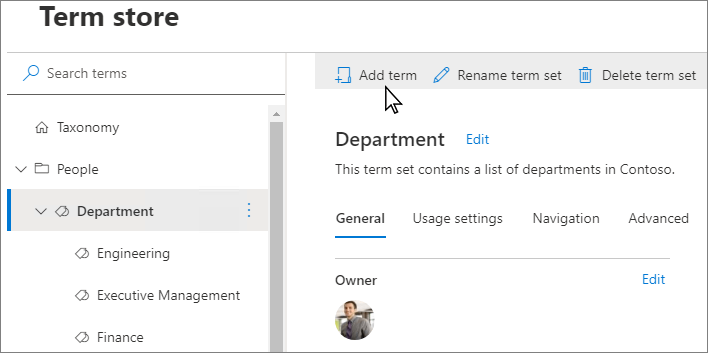 Term store
Search terms
Add term Rename term set Delete term set
Taxonomy
People
Department
Engineering
Executive Management
Finance
Department Edit
This term set contains a list of departments in Contoso.
General Usage settings Navigation Advanced
Owner Edit